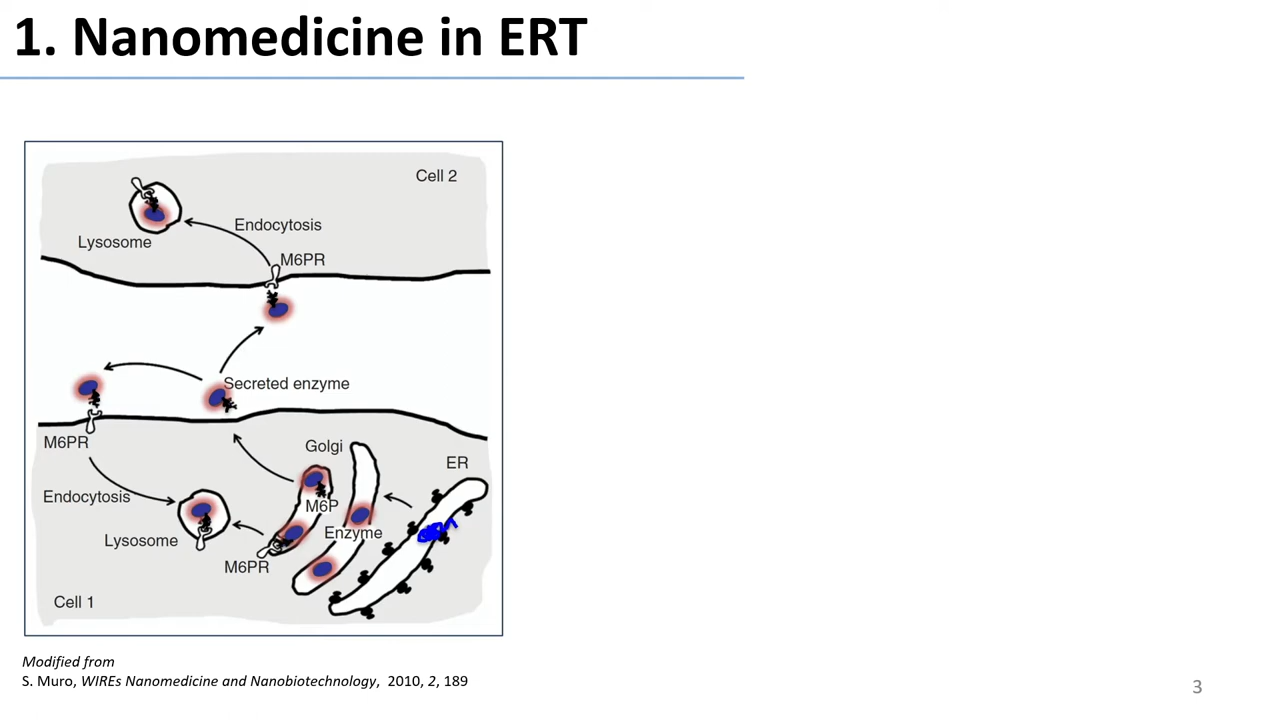 1. Nanomedicine in ERT
Cell 2
Endocytosis
Lysosome
M6PR
Secreted enzyme
M6PR
Golgi
ER
Endocytosis
M6P
Enzyme
Lysosome
M6PR
Cell 1
Modified from
S. Muro, WIREs Nanomedicine and Nanobiotechnology, 2010, 2, 189
3